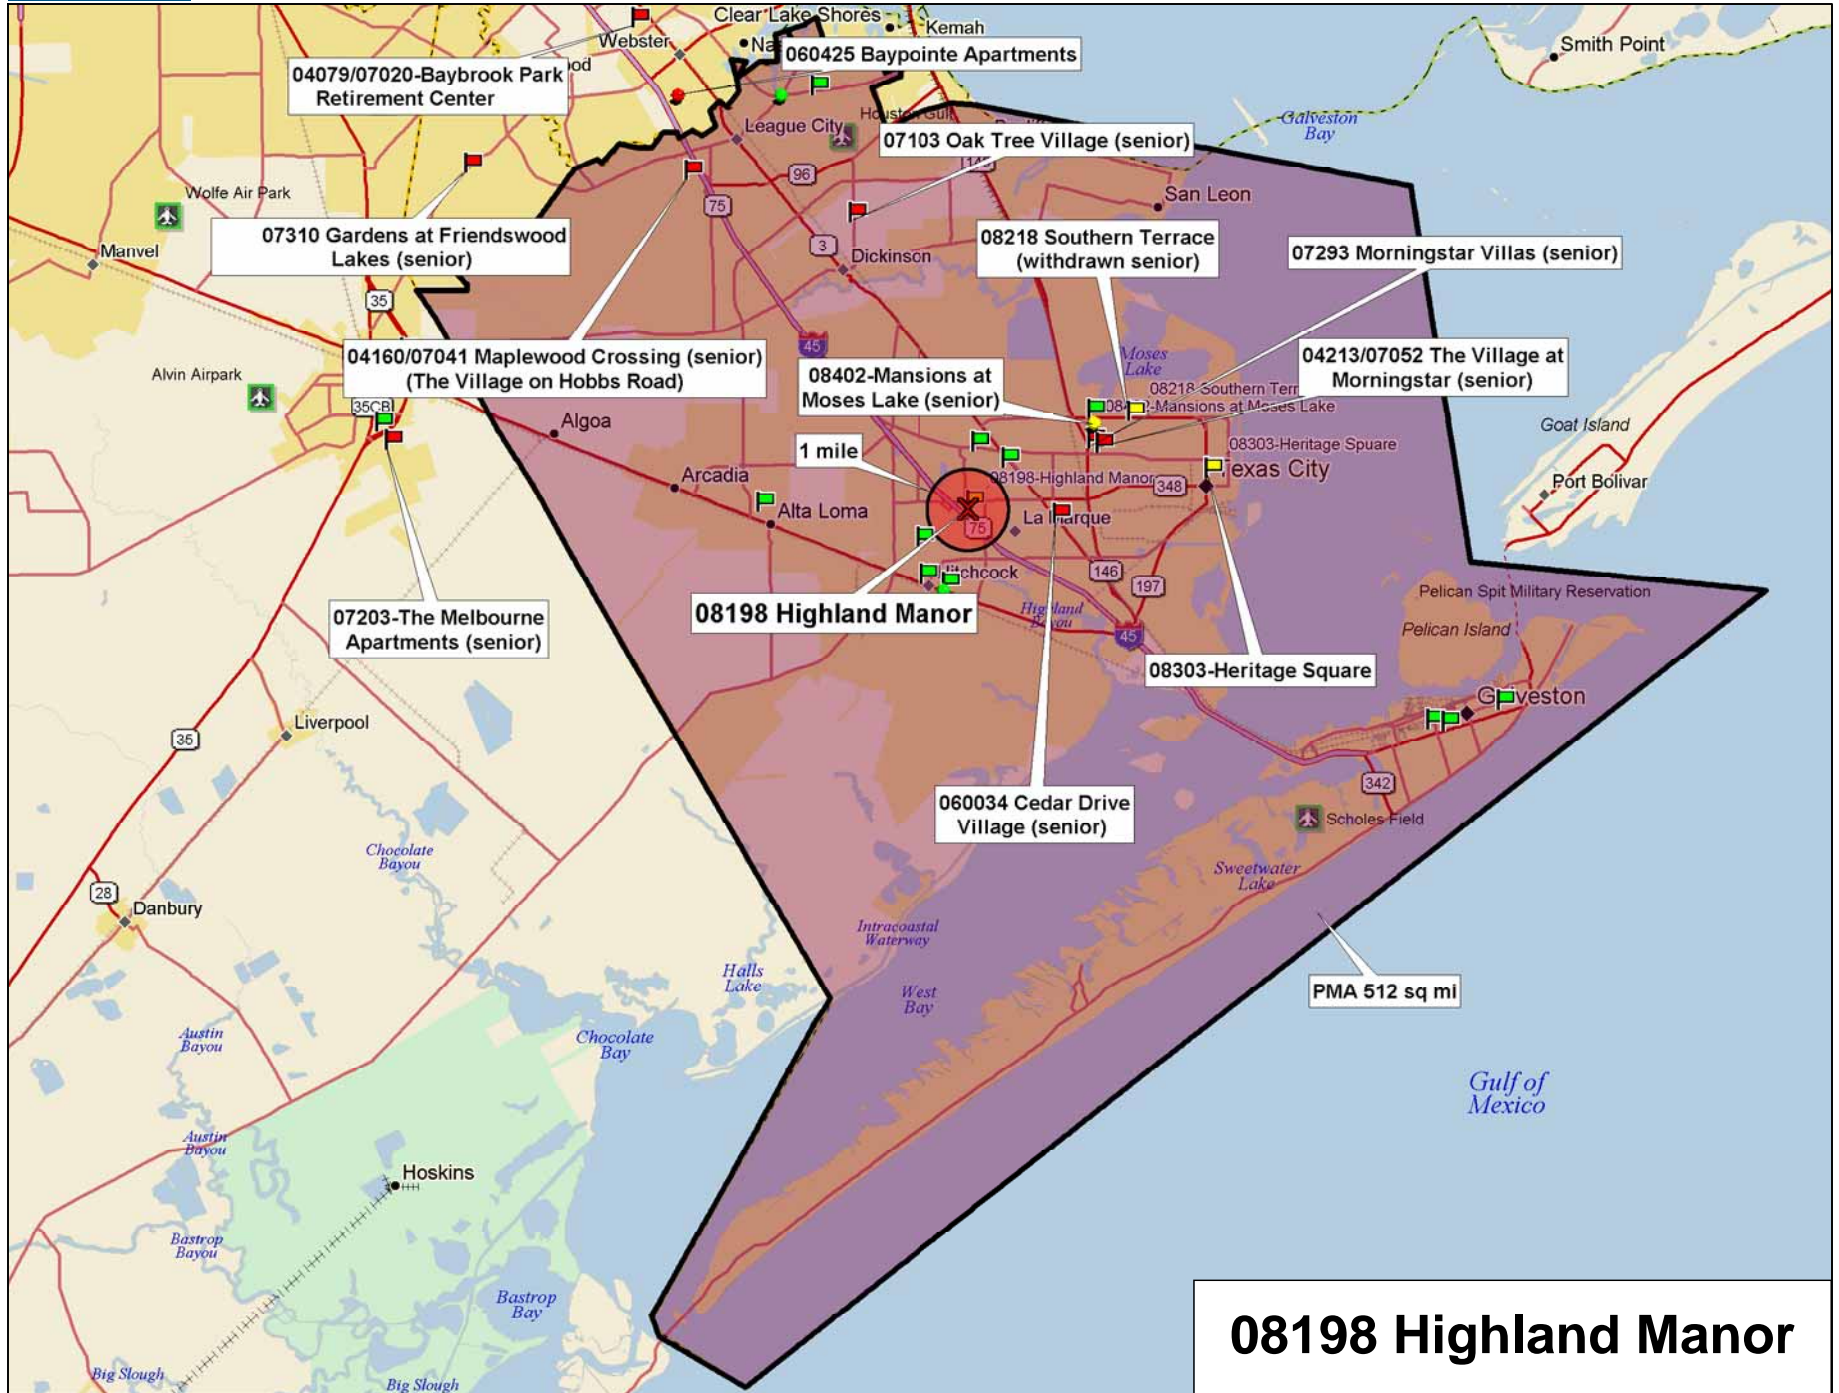 Clear Lake Shores
Kemah
Webster
Smith Point
060425 Baypointe Apartments
04079/07020-Baybrook Park
Retirement Center
League City
Galveston
Bay
07103 Oak Tree Village (senior)
96
Wolfe Air Park
75
San Leon
07310 Gardens at Friendswood
Lakes (senior)
08218 Southern Terrace
(withdrawn senior)
07293 Morningstar Villas (senior)
Manvel
3
Dickinson
35
45
04160/07041 Maplewood Crossing (senior)
(The Village on Hobbs Road)
Moses
Lake
04213/07052 The Village at
Morningstar (senior)
Alvin Airpark
08402-Mansions at
Moses Lake (senior)
08218-Southern Terr
-Mansions at Moses Lake
35CB
Algoa
Goat Island
08303-Heritage Square
1 mile
exas City
Arcadia
08198-Highland Manor
348
Port Bolivar
Alta Loma
La Marque
75
146
itchcock
197
Pelican Spit Military Reservation
08198 Highland Manor
Highland
Bayou
07203-The Melbourne
Apartments (senior)
Pelican Island
45
08303-Heritage Square
Galveston
Liverpool
35
342
060034 Cedar Drive
Village (senior)
Scholes Field
Chocolate
Bayou
Sweetwater
Lake
28
Danbury
Intracoastal
Waterway
Halls
Lake
West
Bay
PMA 512 sq mi
Austin
Bayou
Chocolate
Bay
Gulf of
Mexico
Austin
Bayou
Hoskins
Bastrop
Bayou
Bastrop
Bay
08198 Highland Manor
Big Slough
Big Slough